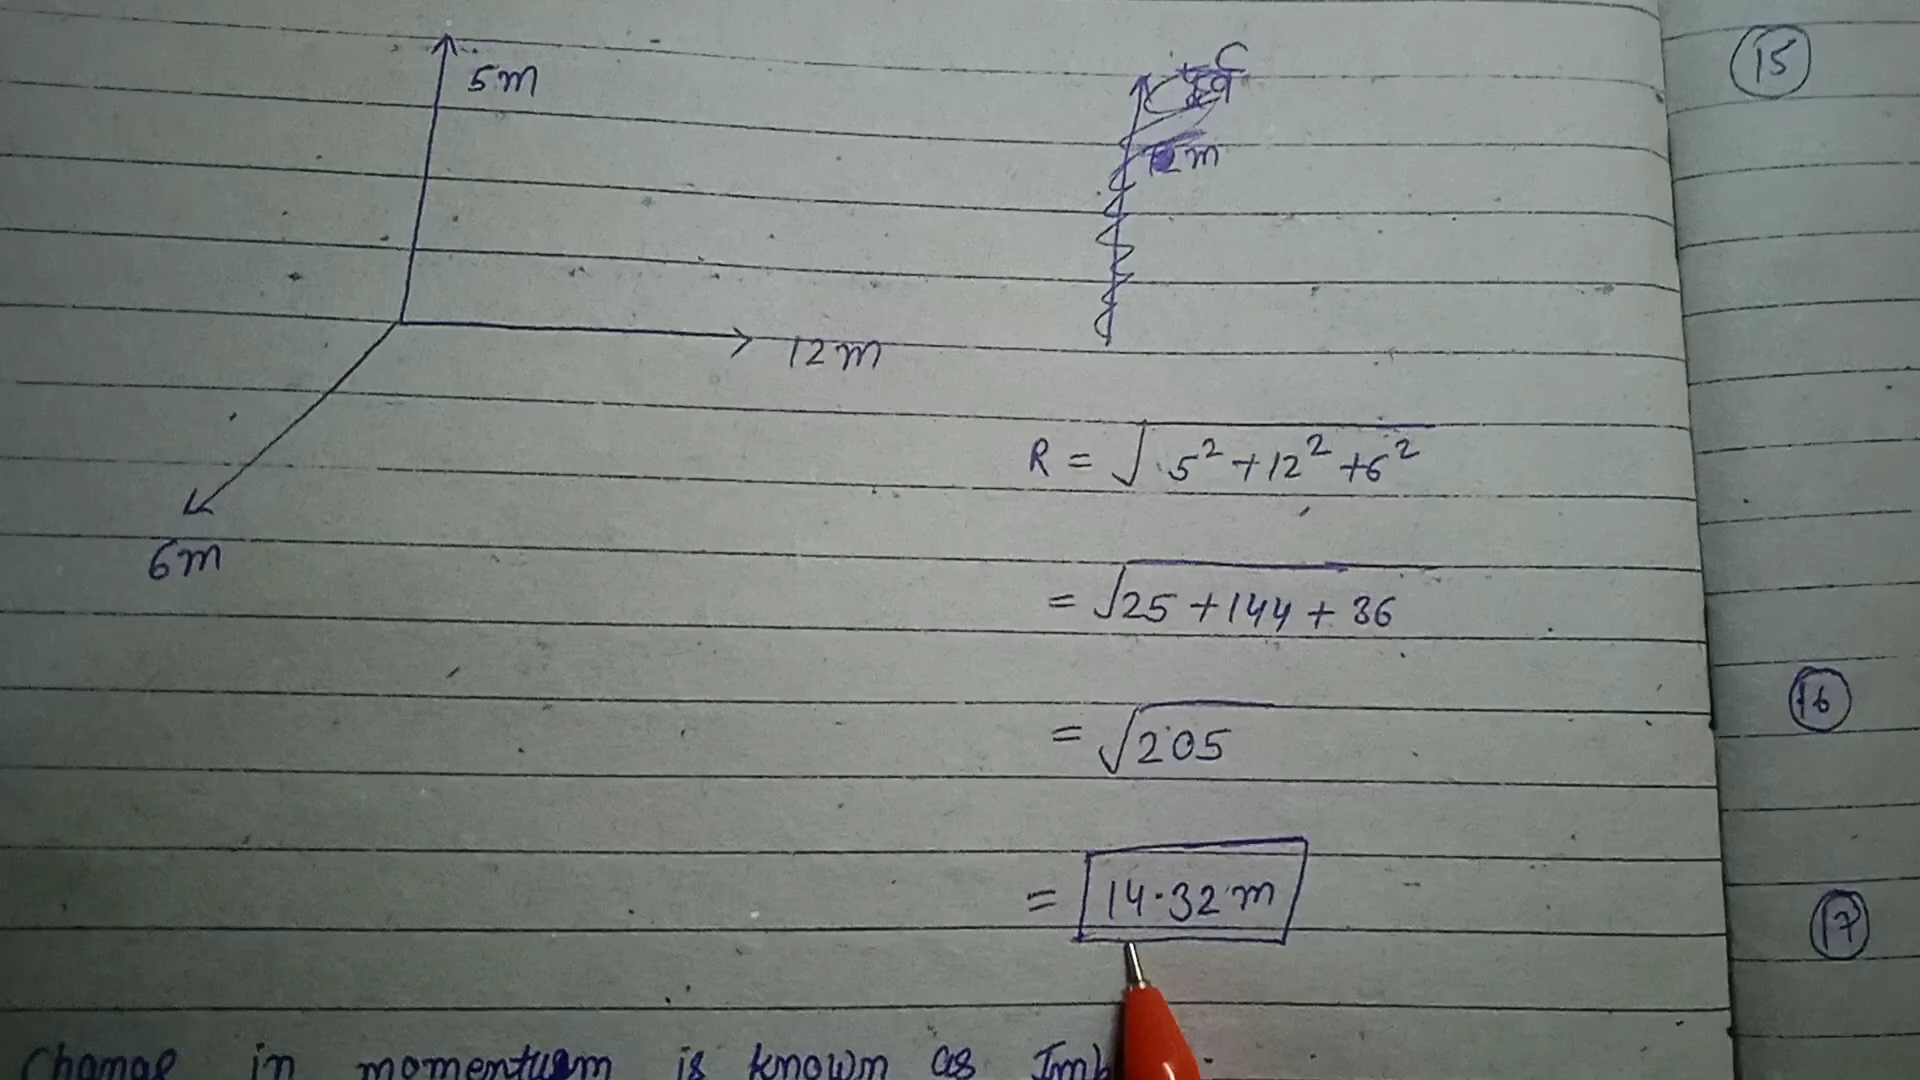 5m
12m
6m
R = √5² + 12² + 6²
= √25 + 144 + 36
= √205
= 14.32 m
Change in momentum is known as
15
16
17